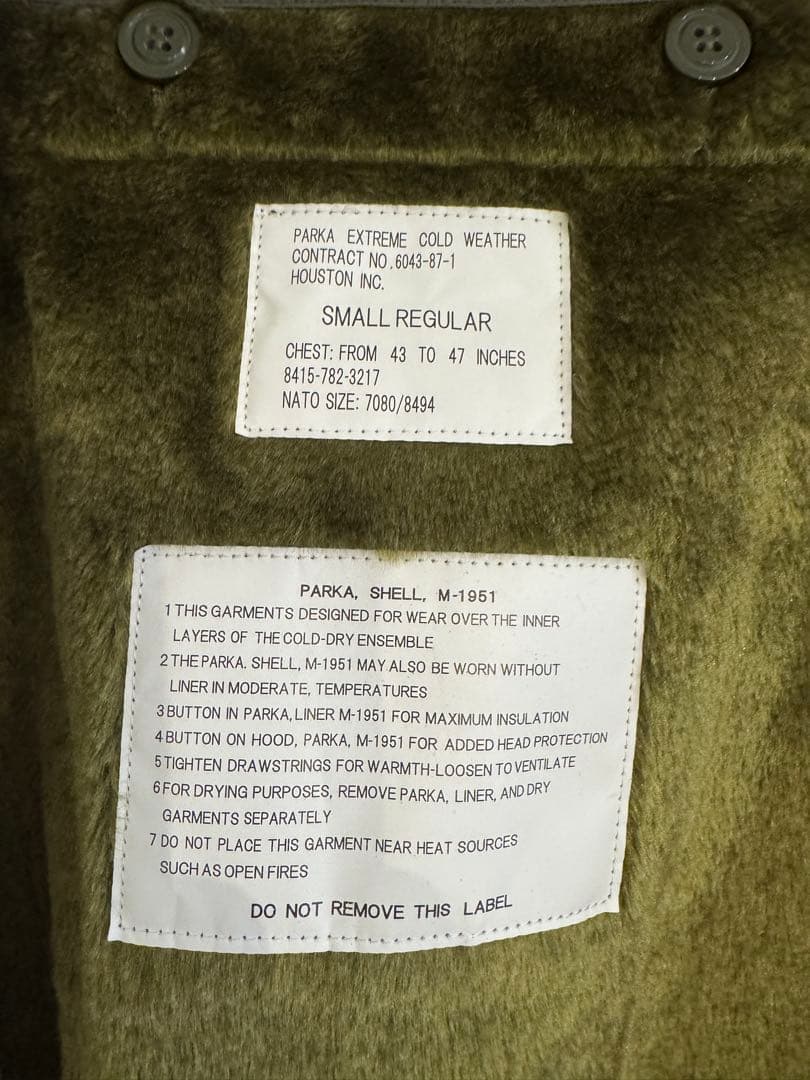 PARKA EXTREME COLD WEATHER
CONTRACT NO.6043-87-1
HOUSTON INC.
SMALL REGULAR
CHEST: FROM 43 TO 47 INCHES
8415-782-3217
NATO SIZE: 7080/8494
PARKA, SHELL, M-1951
1 THIS GARMENTS DESIGNED FOR WEAR OVER THE INNER
LAYERS OF THE COLD-DRY ENSEMBLE
2 THE PARKA. SHELL, M-1951 MAY ALSO BE WORN WITHOUT
LINER IN MODERATE, TEMPERATURES
3 BUTTON IN PARKA, LINER M-1951 FOR MAXIMUM INSULATION
4 BUTTON ON HOOD, PARKA, M-1951 FOR ADDED HEAD PROTECTION
5 TIGHTEN DRAWSTRINGS FOR WARMTH-LOOSEN TO VENTILATE
6 FOR DRYING PURPOSES, REMOVE PARKA, LINER, AND DRY
GARMENTS SEPARATELY
7 DO NOT PLACE THIS GARMENT NEAR HEAT SOURCES
SUCH AS OPEN FIRES
DO NOT REMOVE THIS LABEL